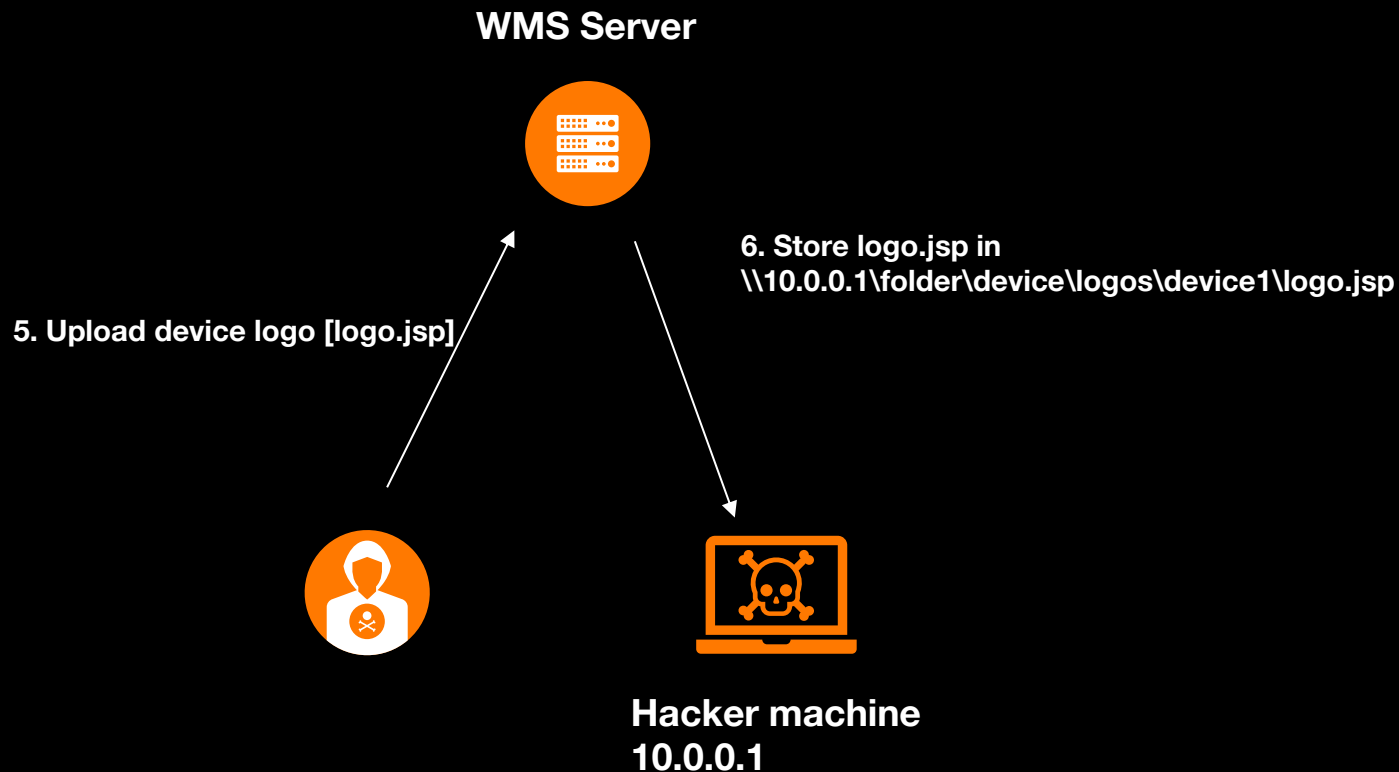 WMS Server
6. Store logo.jsp in
\\10.0.0.1\folder\device\logos\device1\logo.jsp
5. Upload device logo [logo.jsp]
Hacker machine
10.0.0.1